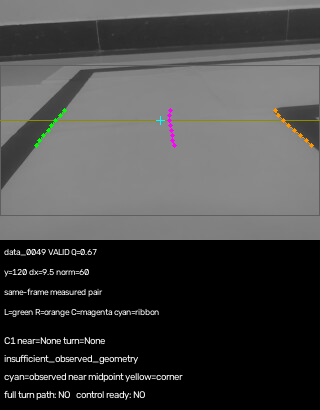 data_0049 VALID Q=0.67
y=120 dx=9.5 norm=60
same-frame measured pair
L=green R=orange C=magenta cyan=ribbon
C1 near=None turn=None
insufficient_observed_geometry
cyan=observed near midpoint yellow=corner
full turn path: NO control ready: NO